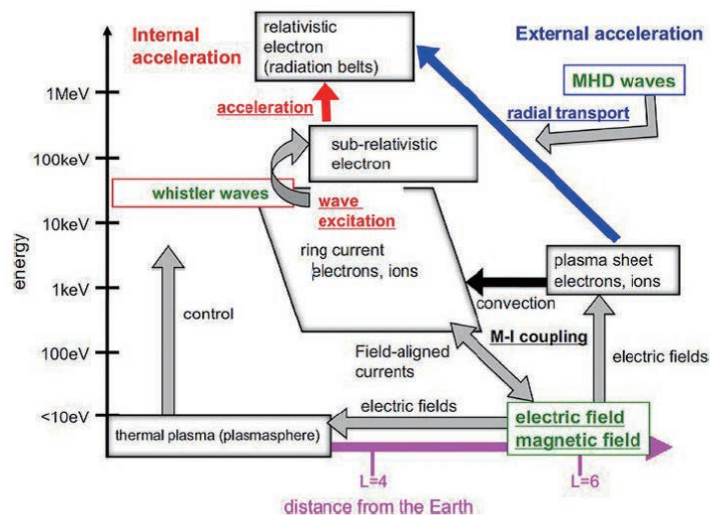 Internal
acceleration
relativistic
electron
(radiation belts)
External acceleration
MHD waves
1MeV
acceleration
radial transport
sub-relativistic
electron
100keV
whistler waves
wave
excitation
10keV
energy
ring current
electrons, ions
plasma sheet
electrons, ions
1keV
convection
control
M-I coupling
100eV
Field-aligned
currents
electric fields
electric fields
<10eV
thermal plasma (plasmasphere)
electric field
magnetic field
L=4
L=6
distance from the Earth